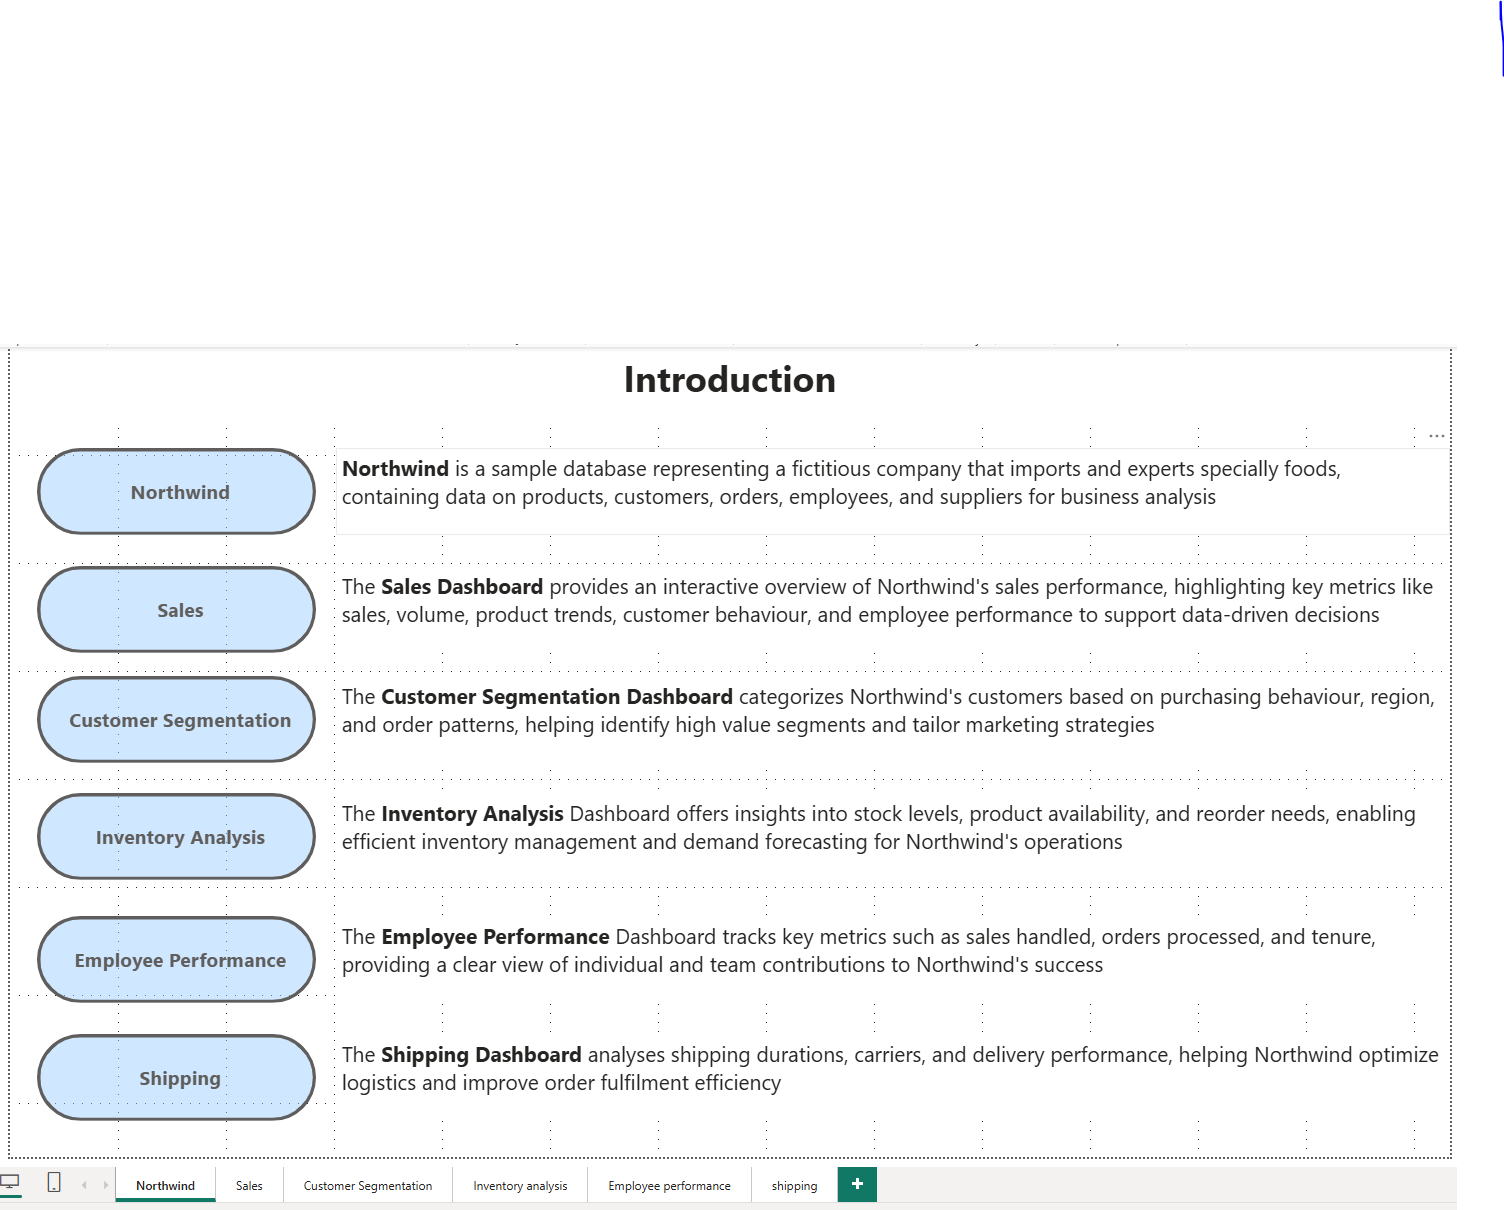 Introduction
Northwind
Northwind is a sample database representing a fictitious company that imports and experts specially foods,
containing data on products, customers, orders, employees, and suppliers for business analysis
Sales
The Sales Dashboard provides an interactive overview of Northwind's sales performance, highlighting key metrics like
sales, volume, product trends, customer behaviour, and employee performance to support data-driven decisions
Customer Segmentation
The Customer Segmentation Dashboard categorizes Northwind's customers based on purchasing behaviour, region,
and order patterns, helping identify high value segments and tailor marketing strategies
Inventory Analysis
The Inventory Analysis Dashboard offers insights into stock levels, product availability, and reorder needs, enabling
efficient inventory management and demand forecasting for Northwind's operations
Employee Performance
The Employee Performance Dashboard tracks key metrics such as sales handled, orders processed, and tenure,
providing a clear view of individual and team contributions to Northwind's success
Shipping
The Shipping Dashboard analyses shipping durations, carriers, and delivery performance, helping Northwind optimize
logistics and improve order fulfilment efficiency
Northwind Sales Customer Segmentation Inventory analysis Employee performance shipping